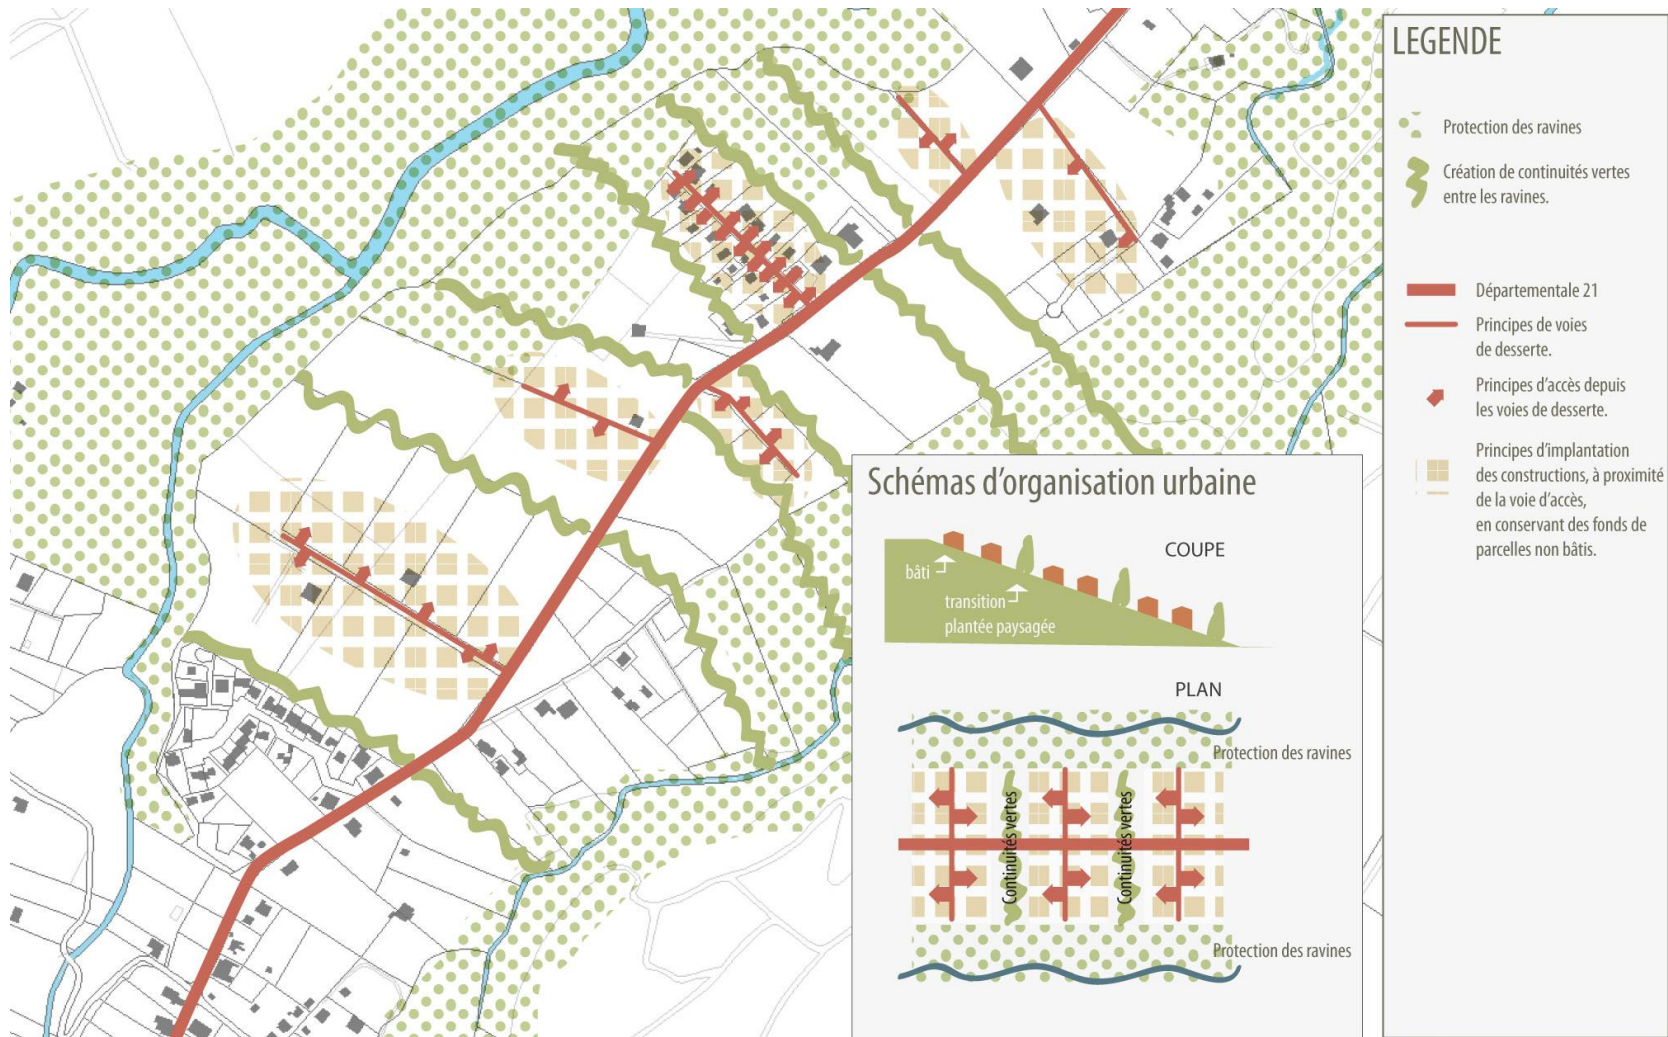 LEGENDE
Protection des ravines
Création de continuités vertes
entre les ravines.
Départementale 21
Principes de voies
de desserte.
Principes d'accès depuis
les voies de desserte.
Principes d'implantation
des constructions, à proximité
de la voie d'accès,
en conservant des fonds de
parcelles non bâtis.
Schémas d'organisation urbaine
COUPE
bâti
transition
plantée paysagée
PLAN
Protection des ravines
Continuités vertes
Continuités vertes
Protection des ravines